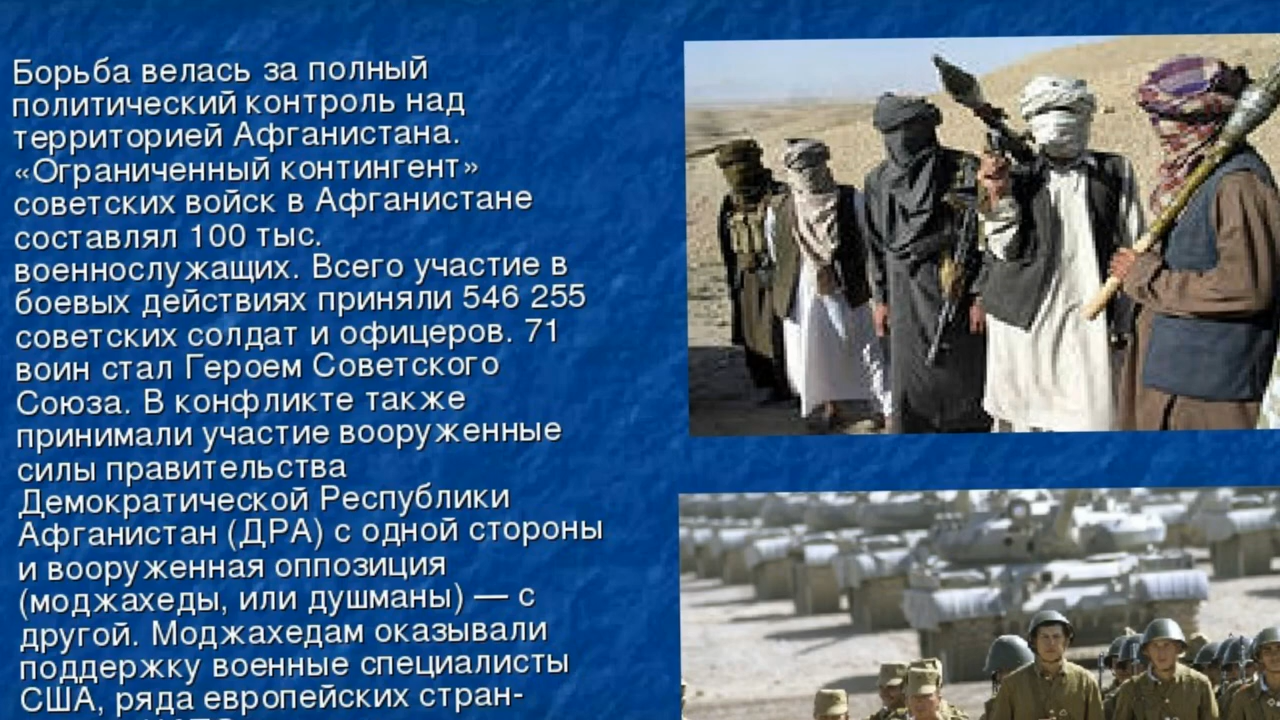 Борьба велась за полный
политический контроль над
территорией Афганистана.
«Ограниченный контингент»
советских войск в Афганистане
составлял 100 тыс.
военнослужащих. Всего участие в
боевых действиях приняли 546 255
советских солдат и офицеров. 71
воин стал Героем Советского
Союза. В конфликте также
принимали участие вооруженные
силы правительства
Демократической Республики
Афганистан (ДРА) с одной стороны
и вооруженная оппозиция
(моджахеды, или душманы) — с
другой. Моджахедам оказывали
поддержку военные специалисты
США, ряда европейских стран-